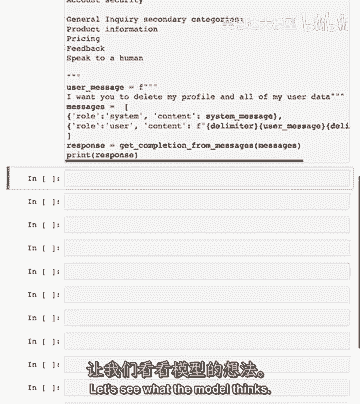 Account security
General Inquiry secondary categories:
Product information
Pricing
Feedback
Speak to a human
"""
user_message = f"""
I want you to delete my profile and all of my user data"""
messages = [
{'role':'system', 'content': system_message},
{'role':'user', 'content': f"{delimiter}{user_message}{deli
]
response = get_completion_from_messages(messages)
print(response)
In [ ]:
In [ ]:
In [ ]:
In [ ]:
In [ ]:
In [ ]:
In [ ]:
In [ ]:
In [ ]:
In [ ]:
让我们看看模型的想法。
Let's see what the model thinks.